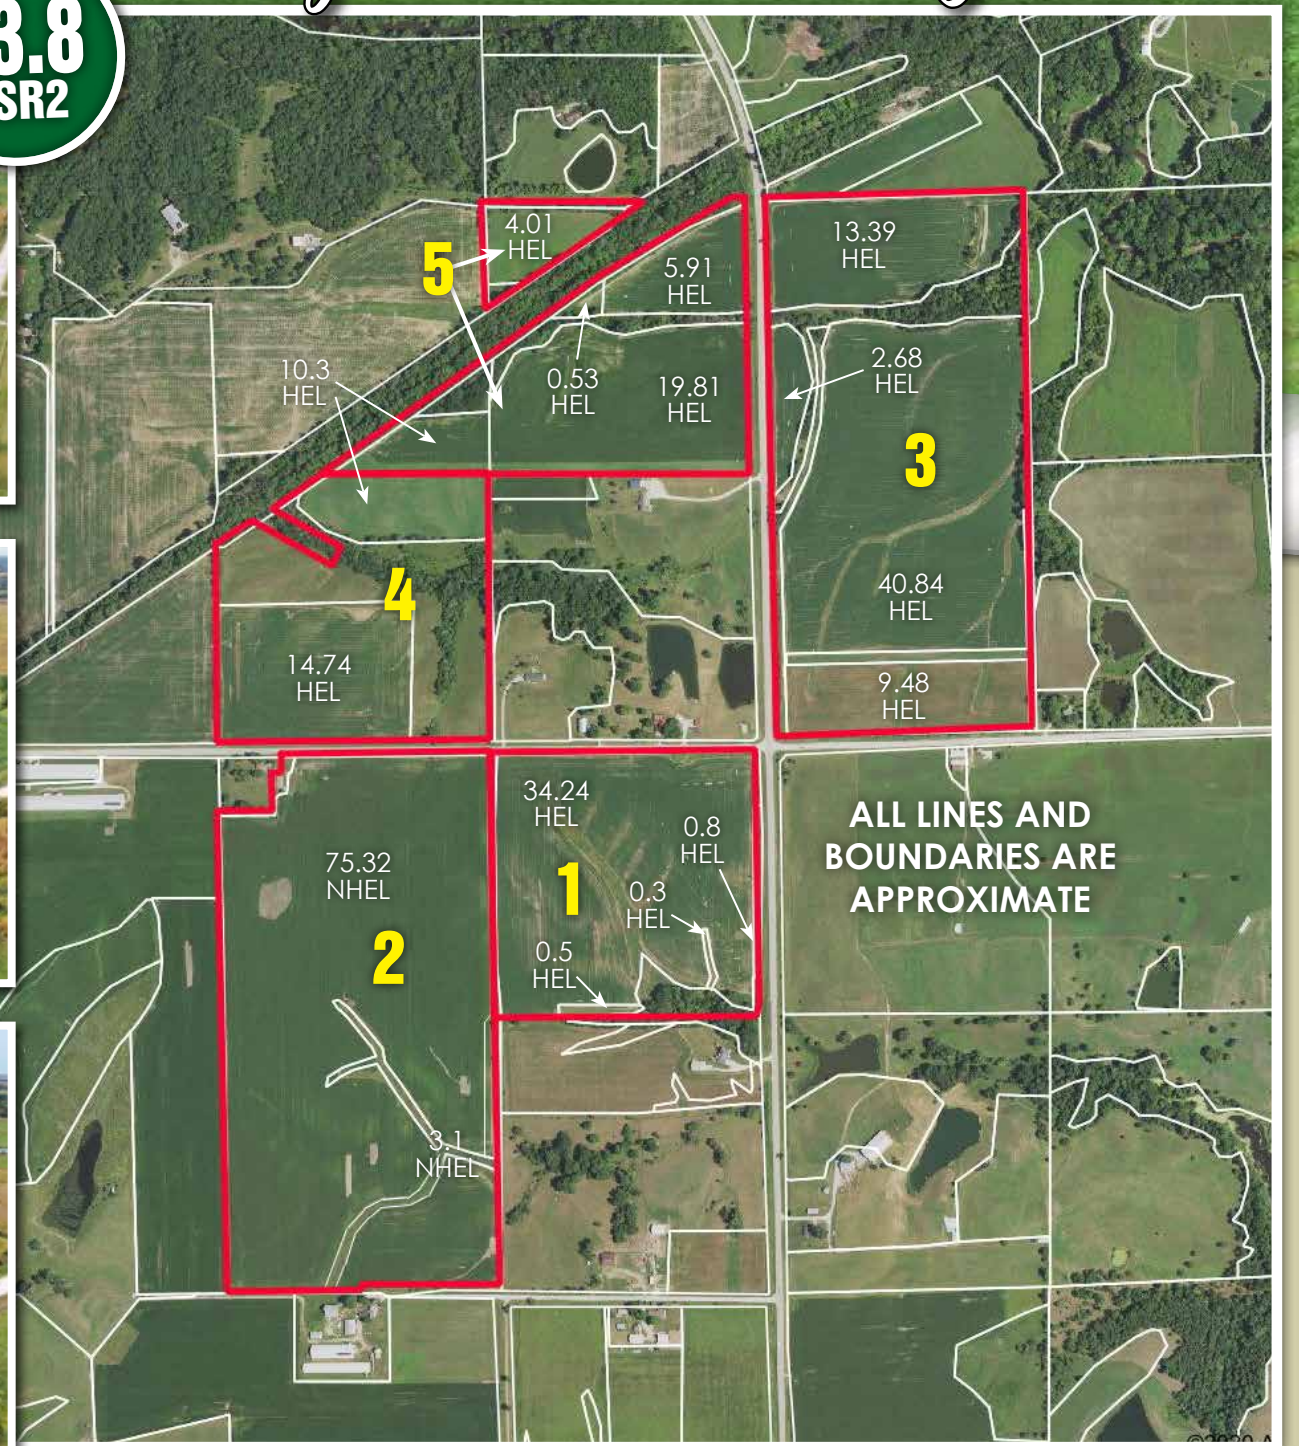 3.8
SR2
4.01
HEL
5
5.91
HEL
13.39
HEL
10.3
HEL
0.53
HEL
19.81
HEL
2.68
HEL
3
4
40.84
HEL
14.74
HEL
9.48
HEL
34.24
HEL
0.8
HEL
ALL LINES AND
BOUNDARIES ARE
APPROXIMATE
75.32
NHEL
1
0.3
HEL
2
0.5
HEL
3.1
NHEL